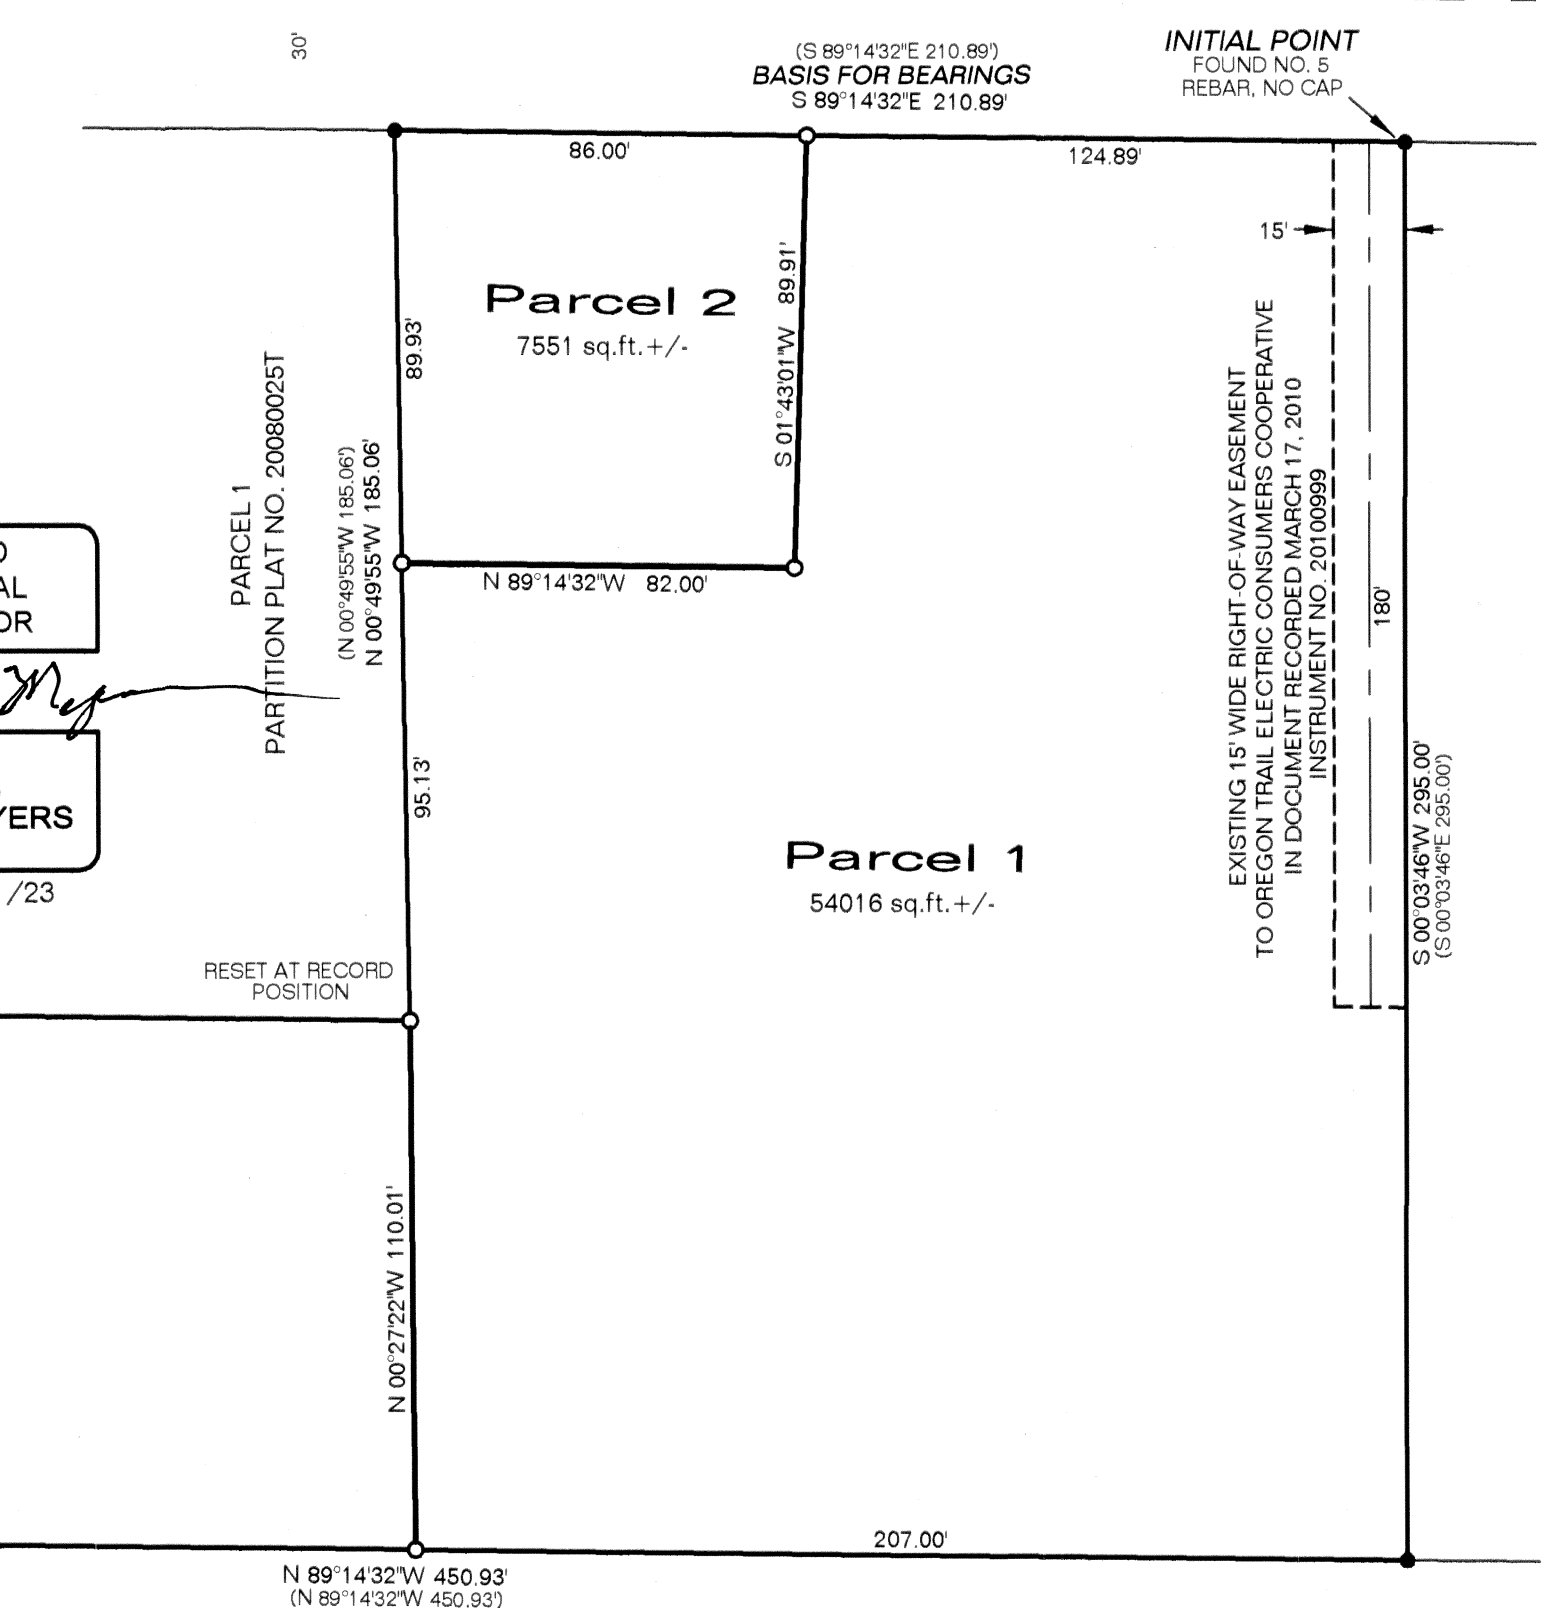 30'
(S 89°14'32"E 210.89')
BASIS FOR BEARINGS
S 89°14'32"E 210.89'
INITIAL POINT
FOUND NO. 5
REBAR, NO CAP
86.00'
124.89'
15'
Parcel 2
7551 sq.ft.+/-
89.93'
S 01°43'01"W 89.91'
N 89°14'32"W 82.00'
PARCEL 1
PARTITION PLAT NO. 20080025T
(N 00°49'55"W 185.06')
N 00°49'55"W 185.06'
95.13'
EXISTING 15' WIDE RIGHT-OF-WAY EASEMENT
TO OREGON TRAIL ELECTRIC CONSUMERS COOPERATIVE
IN DOCUMENT RECORDED MARCH 17, 2010
INSTRUMENT NO. 20100999
180'
S 00°03'46"W 295.00'
(S 00°03'46"E 295.00')
AL
OR
YERS
/23
Parcel 1
54016 sq.ft.+/-
RESET AT RECORD
POSITION
N 00°27'22"W 110.01'
207.00'
N 89°14'32"W 450.93'
(N 89°14'32"W 450.93')